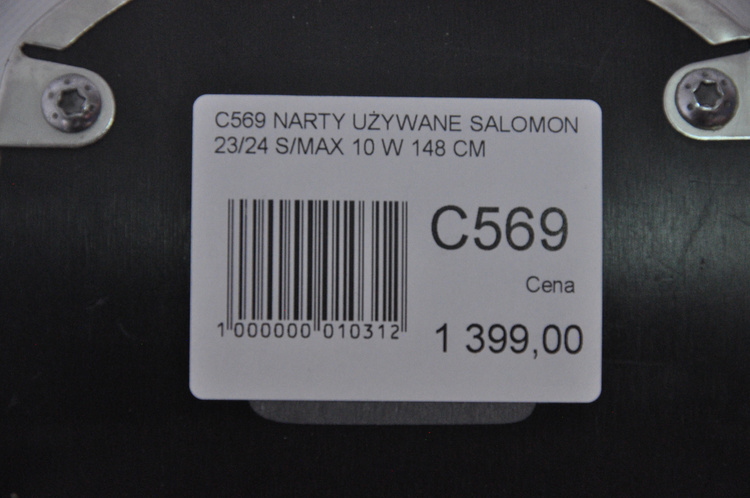 C569 NARTY UŻYWANE SALOMON
23/24 S/MAX 10 W 148 CM
C569
Cena
1 399,00
1 000000 010312